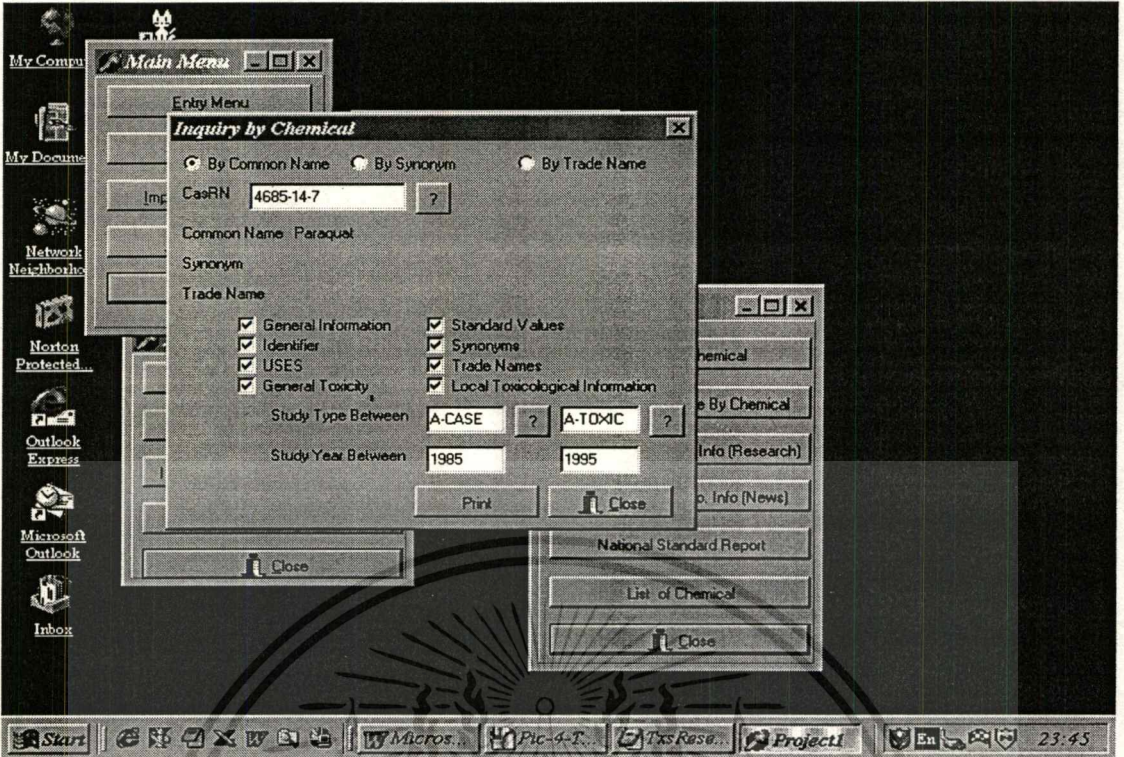 My Compu
My Docume
Network
Neighborho
Norton
Protected...
Outlook
Express
Microsoft
Outlook
Inbox
Main Menu
Entry Menu
Imp
Inquiry by Chemical
By Common Name By Synonym By Trade Name
CasRN 4685-14-7 ?
Common Name Paraquat
Synonym
Trade Name
General Information Standard Values
Identifier Synonyms
USES Trade Names
General Toxicity Local Toxicological Information
Study Type Between A-CASE ? A-TOXIC ?
Study Year Between 1985 1995
Print Close
Close
hemical
e By Chemical
Info (Research)
o. Info (News)
National Standard Report
List of Chemical
Close
Start Micros... Pic-4-T... TxsRese... Project1 En 23:45